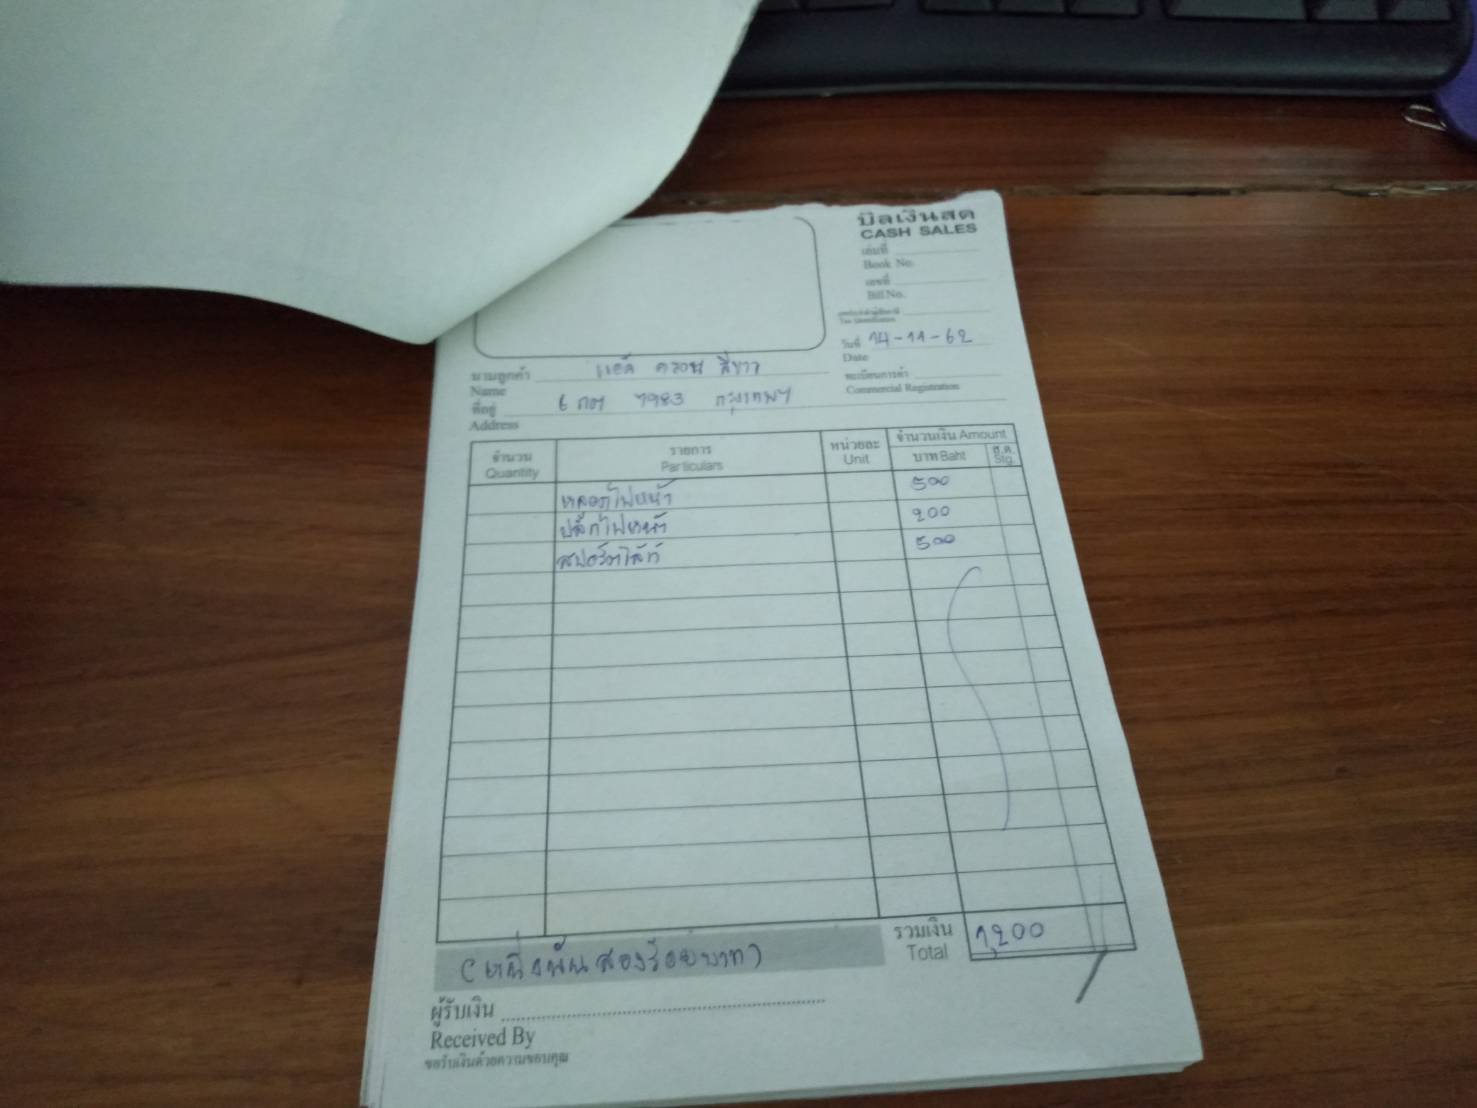 บิลเงินสด
CASH SALES
เล่มที่
Book No.
เลขที่
Bill No.
วันที่ 14-11-62
Date
ทะเบียนการค้า
Commercial Registration
นามลูกค้า แอ๊ด ครวน สีขาว
Name
ที่อยู่ 6 กต 7983 กรุงเทพฯ
Address
จำนวน รายการ หน่วยละ จำนวนเงิน Amount
Quantity Particulars Unit บาท Baht ส.ต. Stg.
หลอดไฟหน้า 500
ปลั๊กไฟหน้า 200
สปอร์ตไล้ท์ 500
รวมเงิน 1,200
Total
(หนึ่งพันสองร้อยบาท)
ผู้รับเงิน
Received By
ขอรับเงินด้วยความขอบคุณ